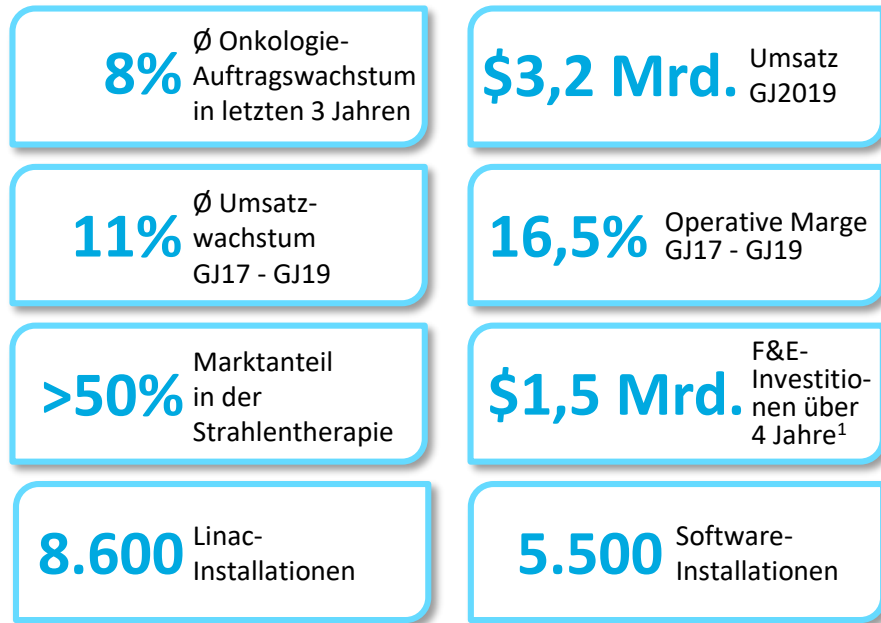 8%
Ø Onkologie-
Auftragswachstum
in letzten 3 Jahren
$3,2 Mrd.
Umsatz
GJ2019
11%
Ø Umsatz-
wachstum
GJ17 - GJ19
16,5%
Operative Marge
GJ17 - GJ19
>50%
Marktanteil
in der
Strahlentherapie
$1,5 Mrd.
F&E-
Investitio-
nen über
4 Jahre¹
8.600
Linac-
Installationen
5.500
Software-
Installationen